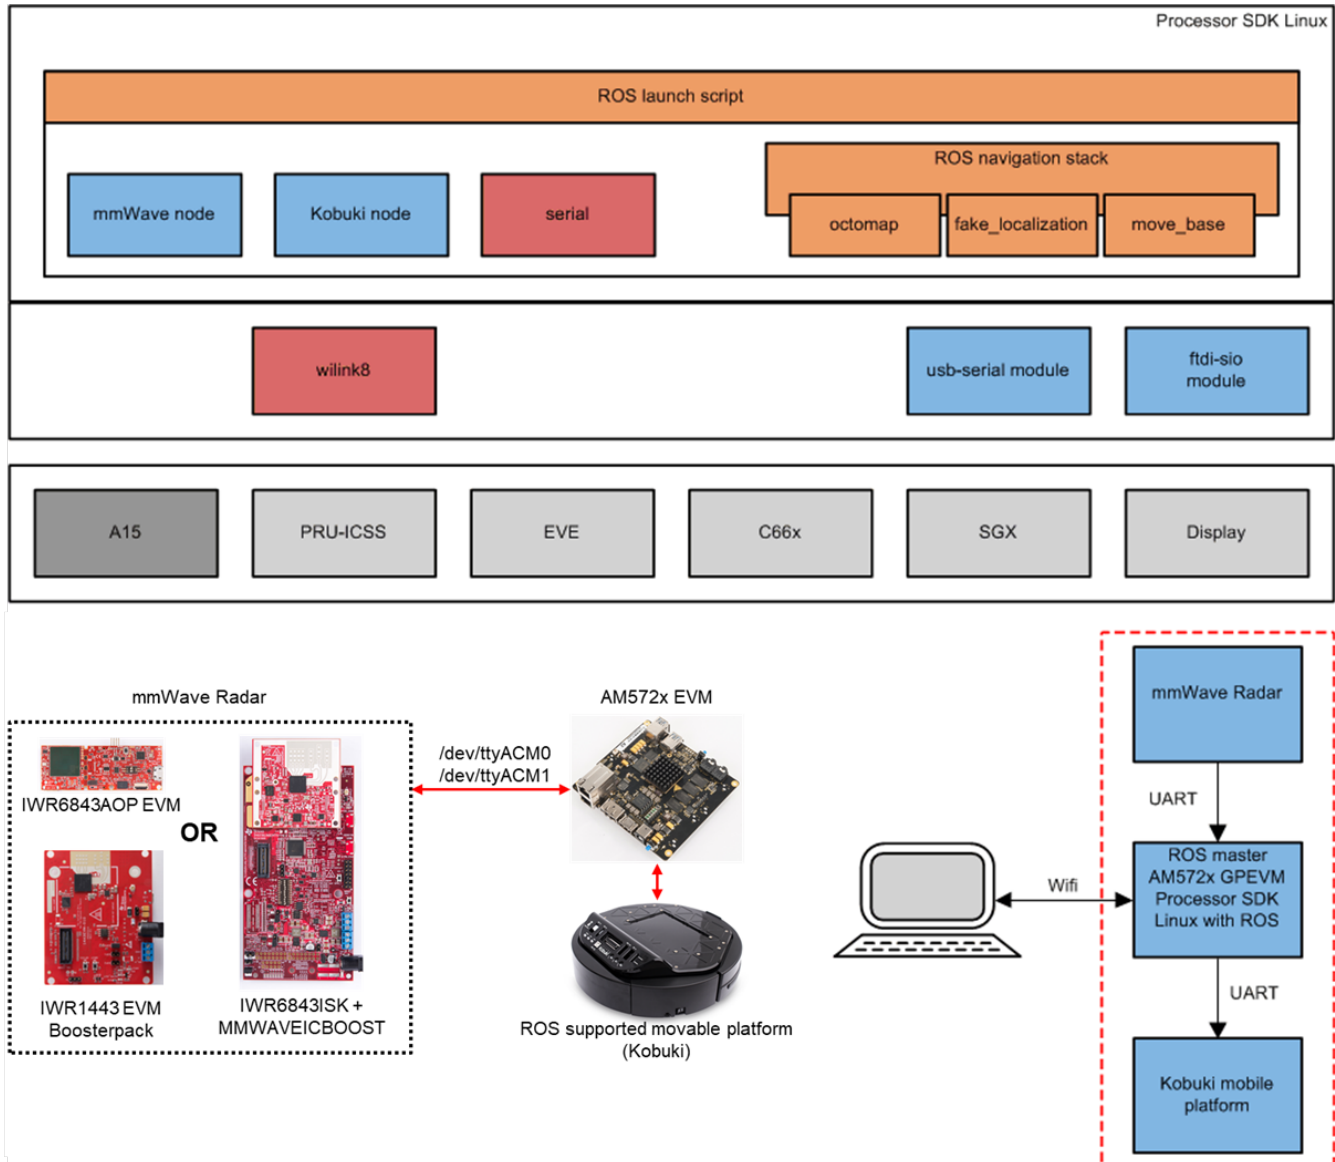 Processor SDK Linux
ROS launch script
ROS navigation stack
mmWave node
Kobuki node
serial
octomap
fake_localization
move_base
wilink8
usb-serial module
ftdi-sio
module
A15
PRU-ICSS
EVE
C66x
SGX
Display
mmWave Radar
IWR6843AOP EVM
OR
IWR1443 EVM
Boosterpack
IWR6843ISK +
MMWAVEICBOOST
/dev/ttyACM0
/dev/ttyACM1
AM572x EVM
ROS supported movable platform
(Kobuki)
Wifi
mmWave Radar
UART
ROS master
AM572x GPEVM
Processor SDK
Linux with ROS
UART
Kobuki mobile
platform